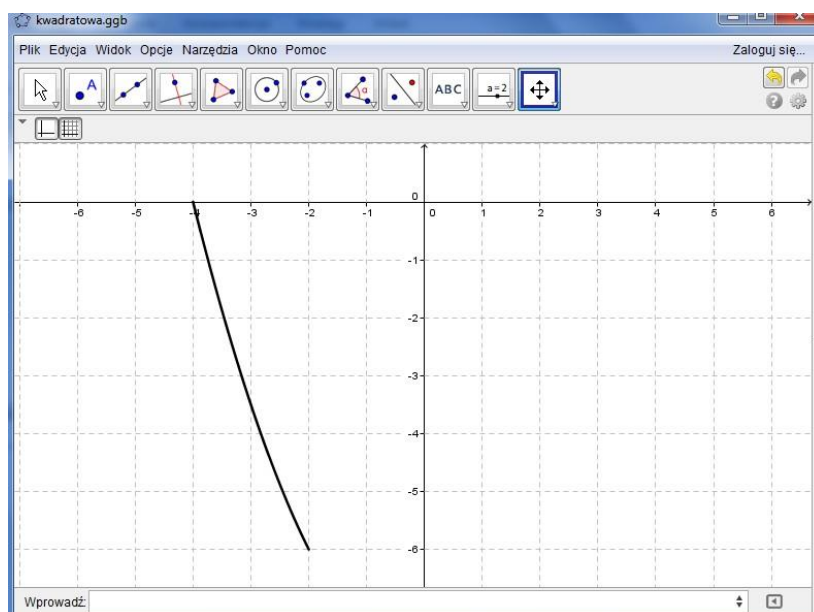 kwadratowa.ggb
Plik Edycja Widok Opcje Narzędzia Okno Pomoc Zaloguj się...
A α ABC a=2
0
-6 -5 -4 -3 -2 -1 0 1 2 3 4 5 6
-1
-2
-3
-4
-5
-6
Wprowadź: